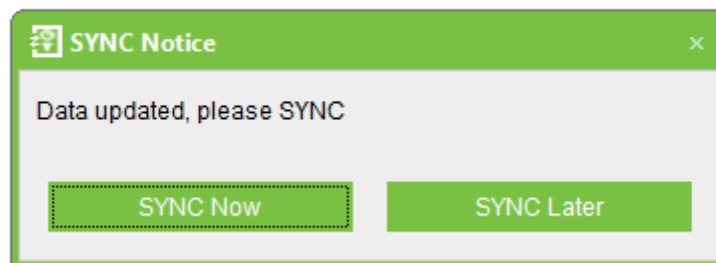 SYNC Notice
Data updated, please SYNC
SYNC Now
SYNC Later